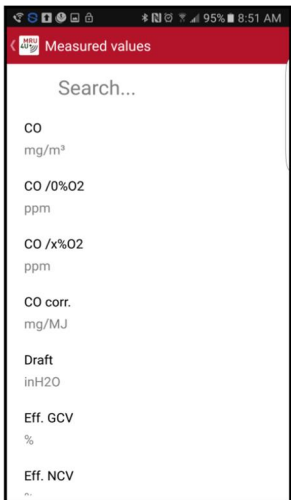 95% 8:51 AM
MRU
4U
Measured values
Search...
CO
mg/m³
CO /0%O2
ppm
CO /x%O2
ppm
CO corr.
mg/MJ
Draft
inH2O
Eff. GCV
%
Eff. NCV